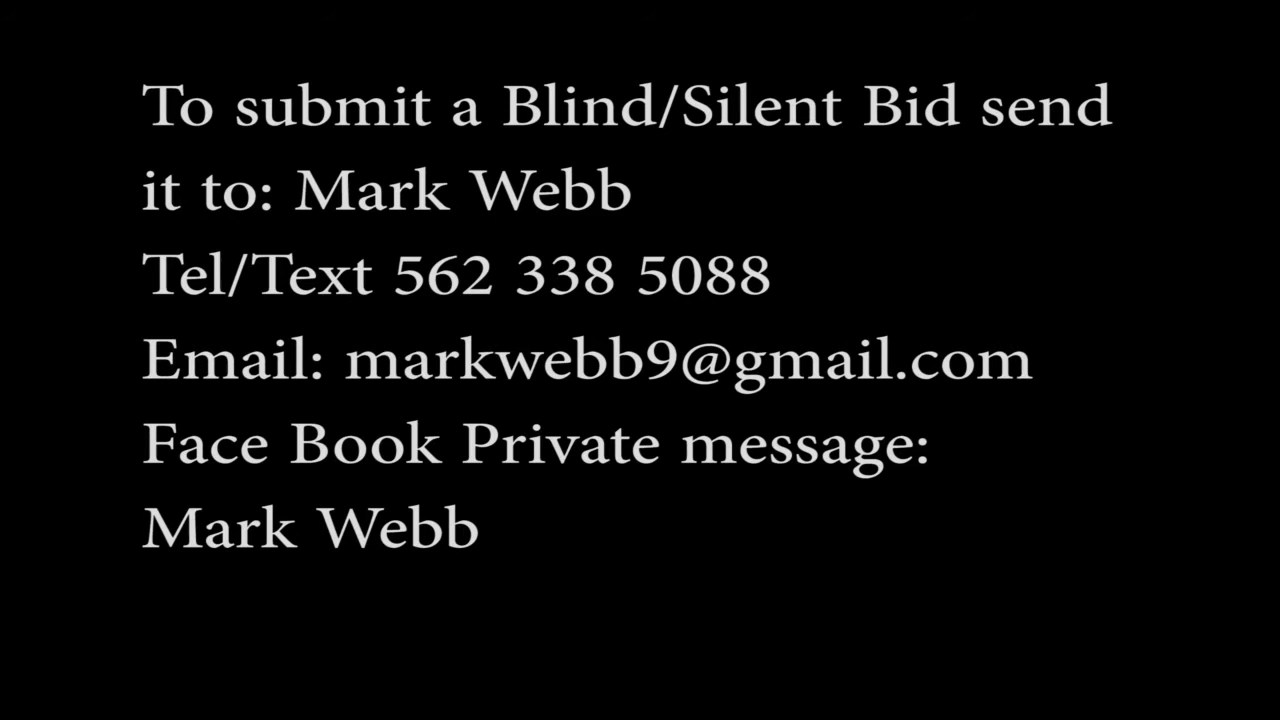 To submit a Blind/Silent Bid send
it to: Mark Webb
Tel/Text 562 338 5088
Email: markwebb9@gmail.com
Face Book Private message:
Mark Webb